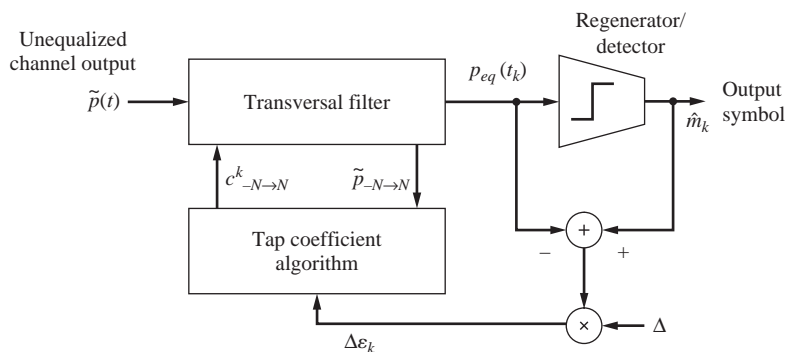 Regenerator/
detector
Unequalized
channel output
p̃(t)
Transversal filter
p_eq(t_k)
Output
symbol
m̂_k
c^k_−N→N
p̃_−N→N
Tap coefficient
algorithm
+
−
+
×
Δ
Δε_k